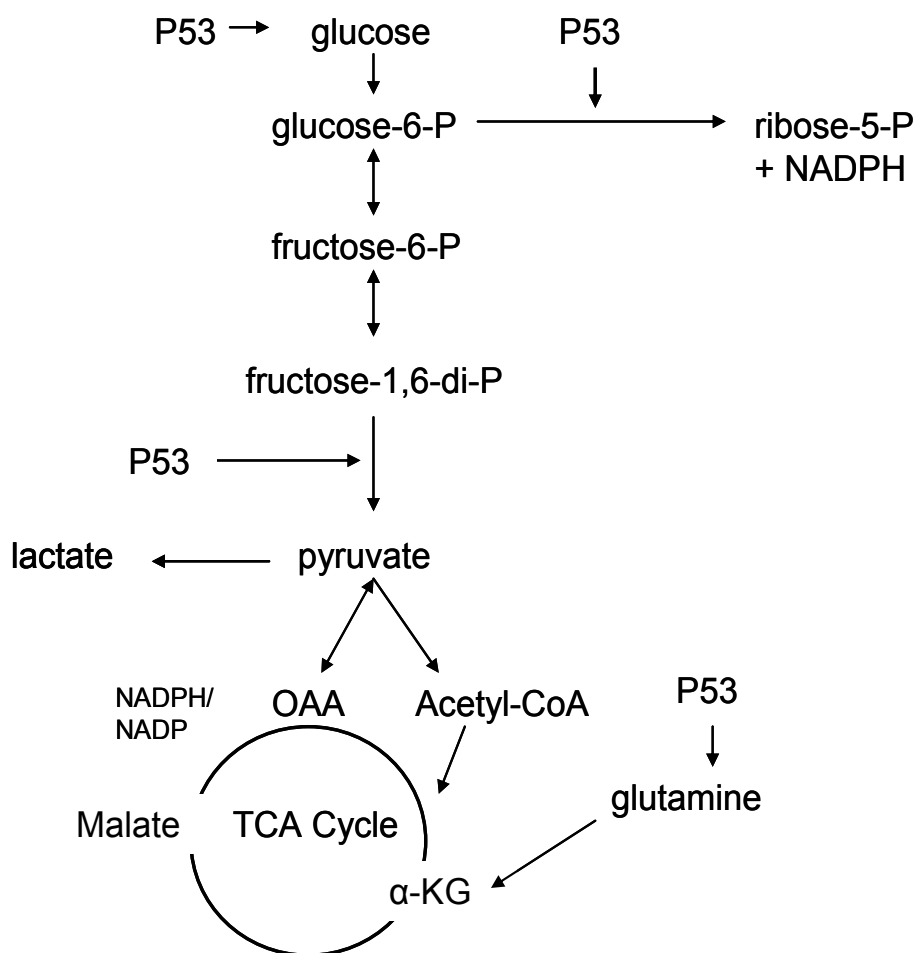 P53
glucose
P53
glucose-6-P
ribose-5-P
+ NADPH
fructose-6-P
fructose-1,6-di-P
P53
lactate
pyruvate
NADPH/
NADP
OAA
Acetyl-CoA
P53
glutamine
Malate
TCA Cycle
α-KG